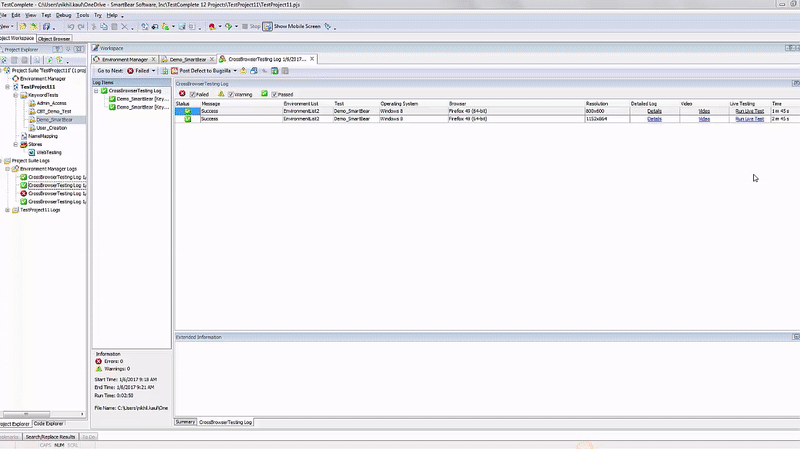 TestComplete - C:\Users\nikhil.kaul\OneDrive - SmartBear Software, Inc\TestComplete 12 Projects\TestProject11\TestProject11.pjs
Edit View Test Debug Tools Try Help
Stop Show Mobile Screen
Project Explorer
Project Workspace Object Browser
Project Suite 'TestProject11' (1 proj
Environment Manager
TestProject11
KeywordTests
Admin_Access
CBT_Demo_Test
Demo_SmartBear
User_Creation
NameMapping
Stores
WebTesting
Project Suite Logs
Environment Manager Logs
CrossBrowserTesting Log 1/
CrossBrowserTesting Log 1/
CrossBrowserTesting Log 1/
CrossBrowserTesting Log 1/
TestProject11 Logs
Workspace
Environment Manager Demo_SmartBear CrossBrowserTesting Log 1/6/2017...
Go to Next: Failed Post Defect to Bugzilla
Log Items
CrossBrowserTesting Log
Demo_SmartBear [Key
Demo_SmartBear [Key
CrossBrowserTesting Log
Failed Warning Passed
Status Message Environment List Test Operating System Browser Resolution Detailed Log Video Live Testing Time
Success EnvironmentList2 Demo_SmartBear Windows 8 Firefox 48 (64-bit) 800x600 Details Video Run Live Test 1 m 45 s
Success EnvironmentList2 Demo_SmartBear Windows 8 Firefox 48 (64-bit) 1152x864 Details Video Run Live Test 2 m 45 s
Extended Information
Information
Errors: 0
Warnings: 0
Start Time: 1/6/2017 9:18 AM
End Time: 1/6/2017 9:21 AM
Run Time: 0:02:50
File Name: C:\Users\nikhil.kaul\One
Summary CrossBrowserTesting Log
Project Explorer Code Explorer
Bookmarks Search/Replace Results To Do
CAPS NUM SCRL